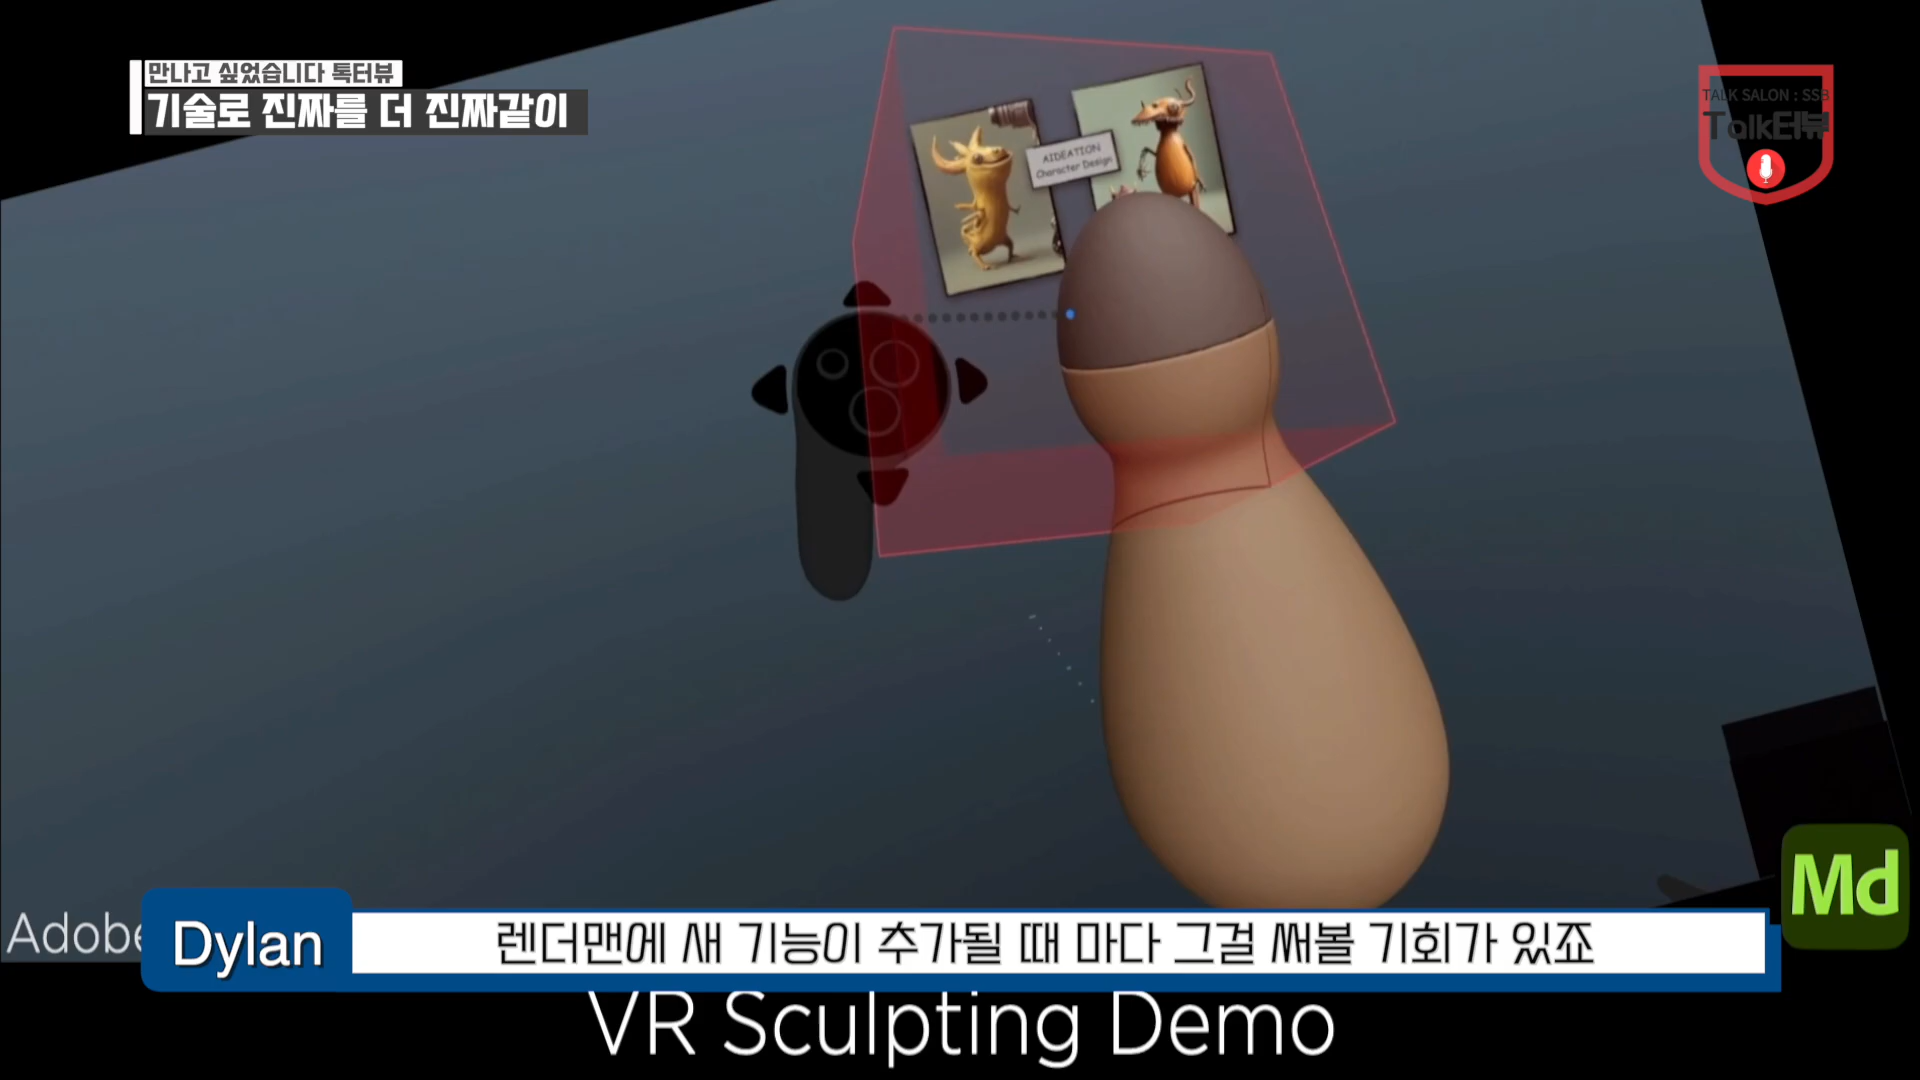 만나고 싶었습니다 톡터뷰
기술로 진짜를 더 진짜같이
TALK SALON : SSB
Talk터뷰
AIDEATION
Character Design
Md
Adobe
Dylan
렌더맨에 새 기능이 추가될 때 마다 그걸 써볼 기회가 있죠
VR Sculpting Demo